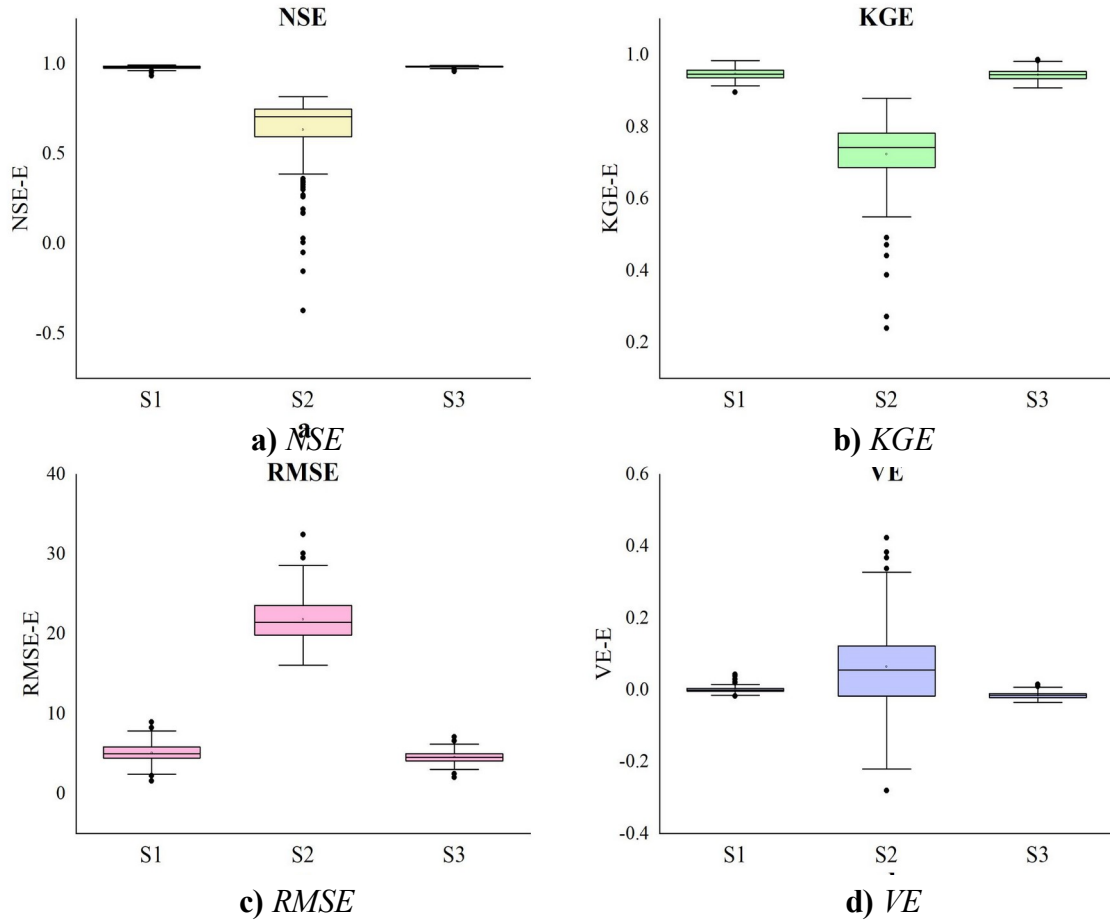 NSE
1.0
0.5
0.0
-0.5
NSE-E
S1 S2 S3
a
a) NSE
KGE
1.0
0.8
0.6
0.4
0.2
KGE-E
S1 S2 S3
b) KGE
RMSE
40
30
20
10
0
RMSE-E
S1 S2 S3
c) RMSE
VE
0.6
0.4
0.2
0.0
-0.2
-0.4
VE-E
S1 S2 S3
d) VE